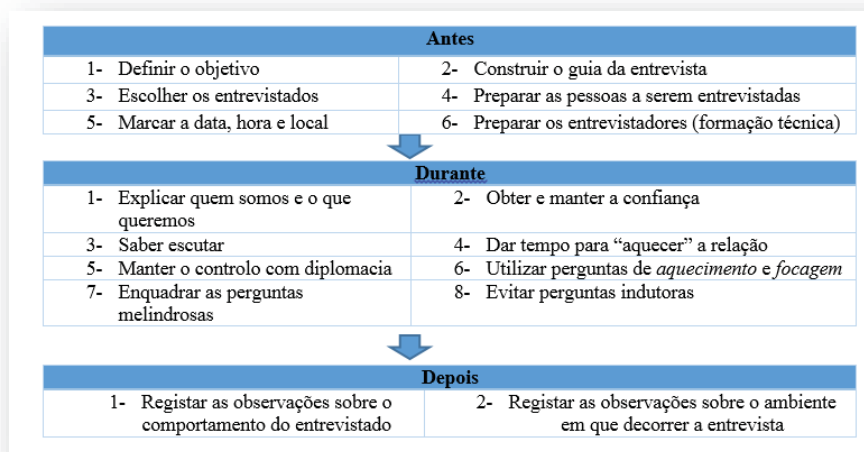 Antes
1- Definir o objetivo
2- Construir o guia da entrevista
3- Escolher os entrevistados
4- Preparar as pessoas a serem entrevistadas
5- Marcar a data, hora e local
6- Preparar os entrevistadores (formação técnica)
Durante
1- Explicar quem somos e o que
queremos
2- Obter e manter a confiança
3- Saber escutar
4- Dar tempo para “aquecer” a relação
5- Manter o controlo com diplomacia
6- Utilizar perguntas de aquecimento e focagem
7- Enquadrar as perguntas
melindrosas
8- Evitar perguntas indutoras
Depois
1- Registar as observações sobre o
comportamento do entrevistado
2- Registar as observações sobre o ambiente
em que decorrer a entrevista